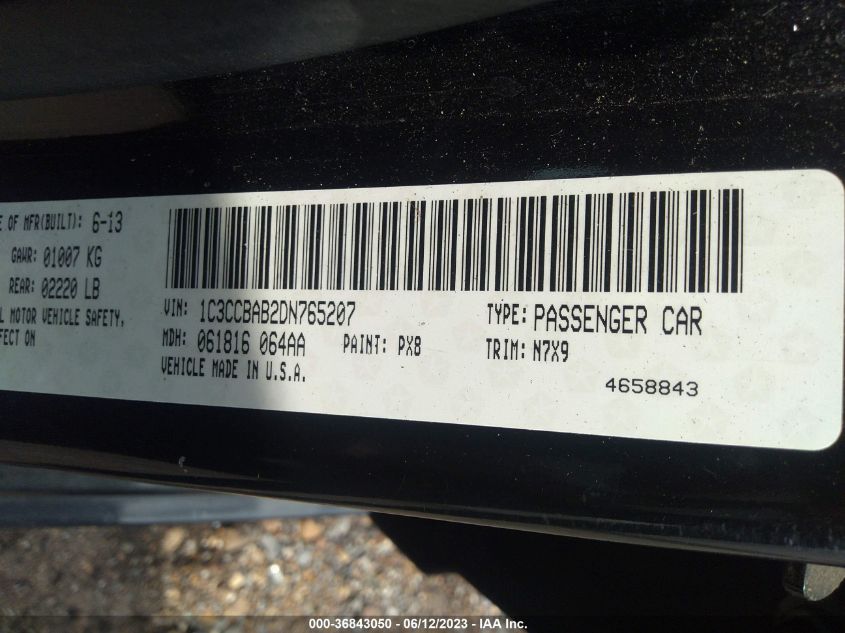 E OF MFR(BUILT): 6-13
GAWR: 01007 KG
REAR: 02220 LB
L MOTOR VEHICLE SAFETY,
FECT ON
VIN: 1C3CCBAB2DN765207
TYPE: PASSENGER CAR
MDH: 061816 064AA PAINT: PX8
TRIM: N7X9
VEHICLE MADE IN U.S.A.
4658843
000-36843050 - 06/12/2023 - IAA Inc.